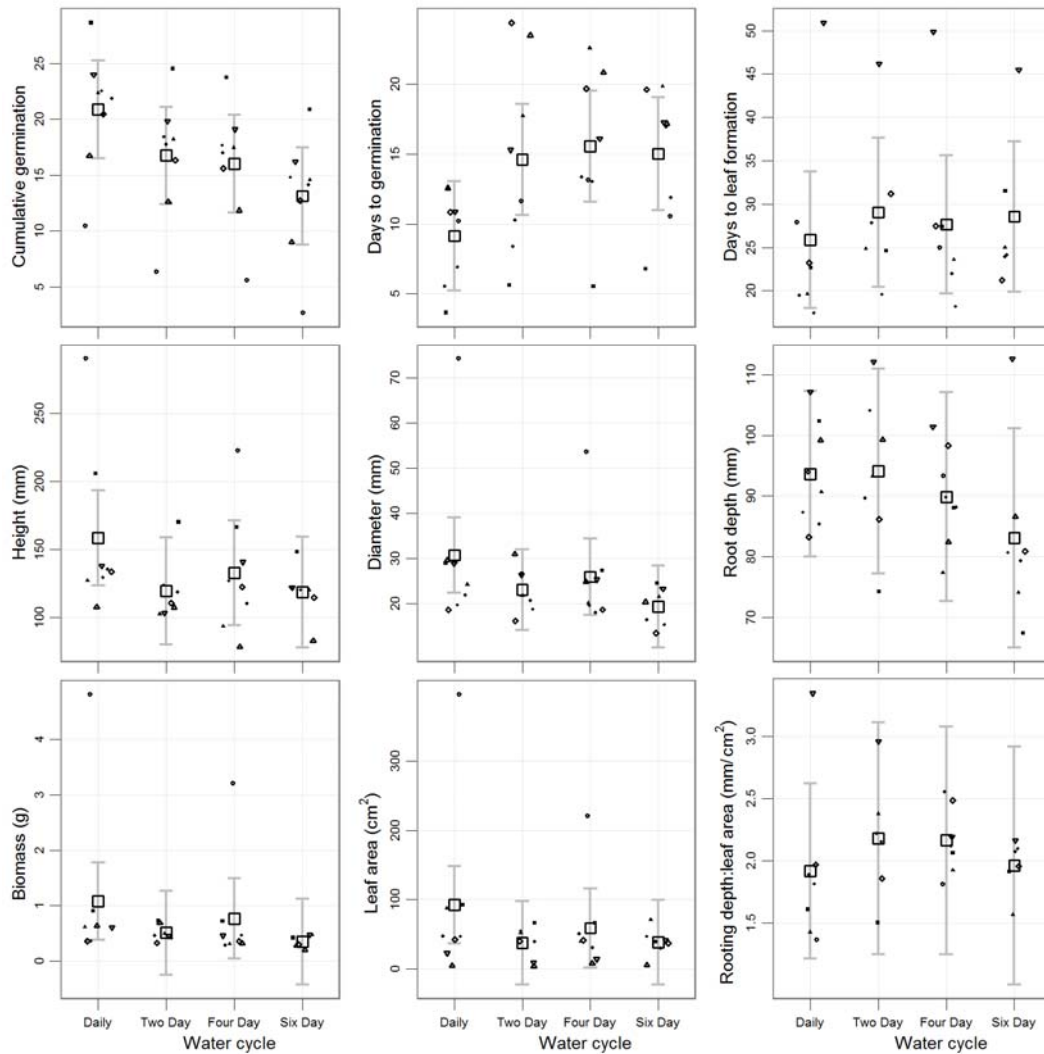 Cumulative germination
5 10 15 20 25
Days to germination
5 10 15 20
Days to leaf formation
20 25 30 35 40 45 50
Height (mm)
100 150 200 250
Diameter (mm)
20 30 40 50 60 70
Root depth (mm)
70 80 90 100 110
Biomass (g)
0 1 2 3 4
Leaf area (cm²)
0 100 200 300
Rooting depth:leaf area (mm/cm²)
1.5 2.0 2.5 3.0
Daily Two Day Four Day Six Day
Water cycle
Daily Two Day Four Day Six Day
Water cycle
Daily Two Day Four Day Six Day
Water cycle